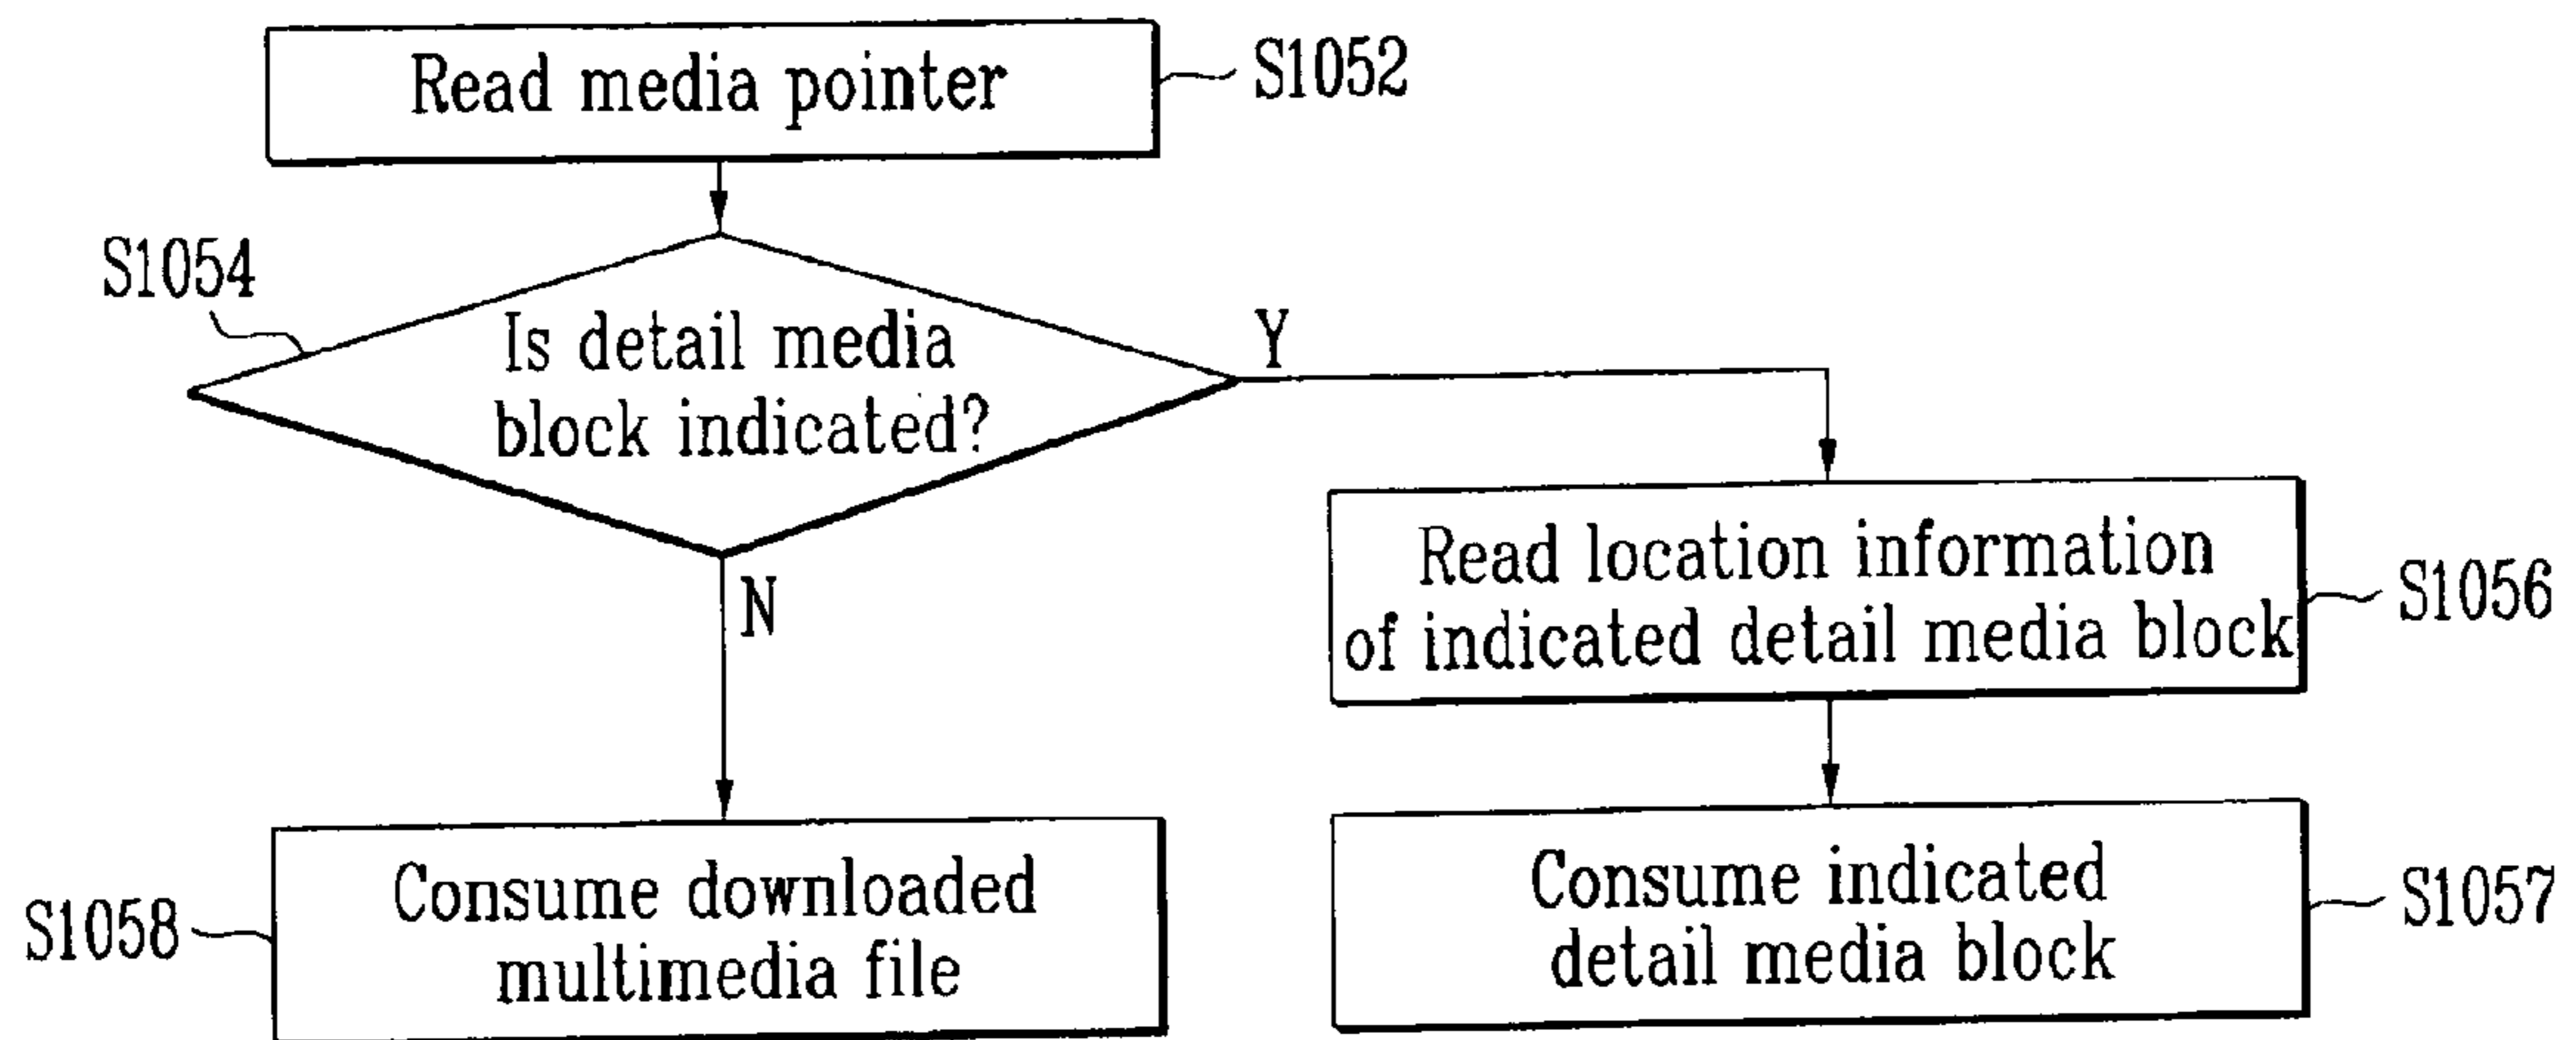 Read media pointer
S1052
S1054
Is detail media
block indicated?
Y
N
Read location information
of indicated detail media block
S1056
S1058
Consume downloaded
multimedia file
Consume indicated
detail media block
S1057